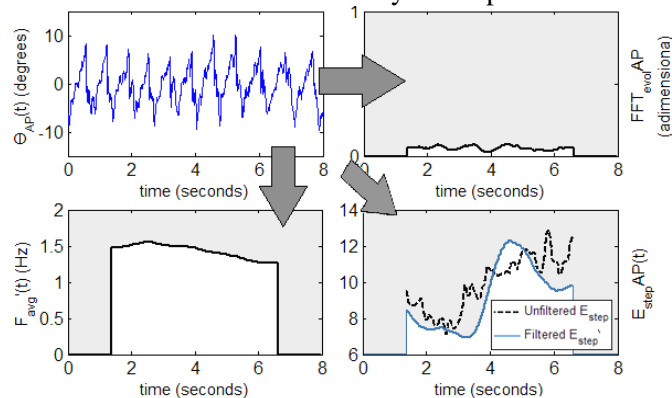 10
0
-10
ΘAP(t) (degrees)
0 2 4 6 8
time (seconds)
1
0
FFTevolAP
(adimensiona
0 2 4 6 8
time (seconds)
2
1.5
1
0.5
0
Favg'(t) (Hz)
0 2 4 6 8
time (seconds)
14
12
10
8
6
EstepAP(t)
Unfiltered Estep
Filtered Estep`
0 2 4 6 8
time (seconds)